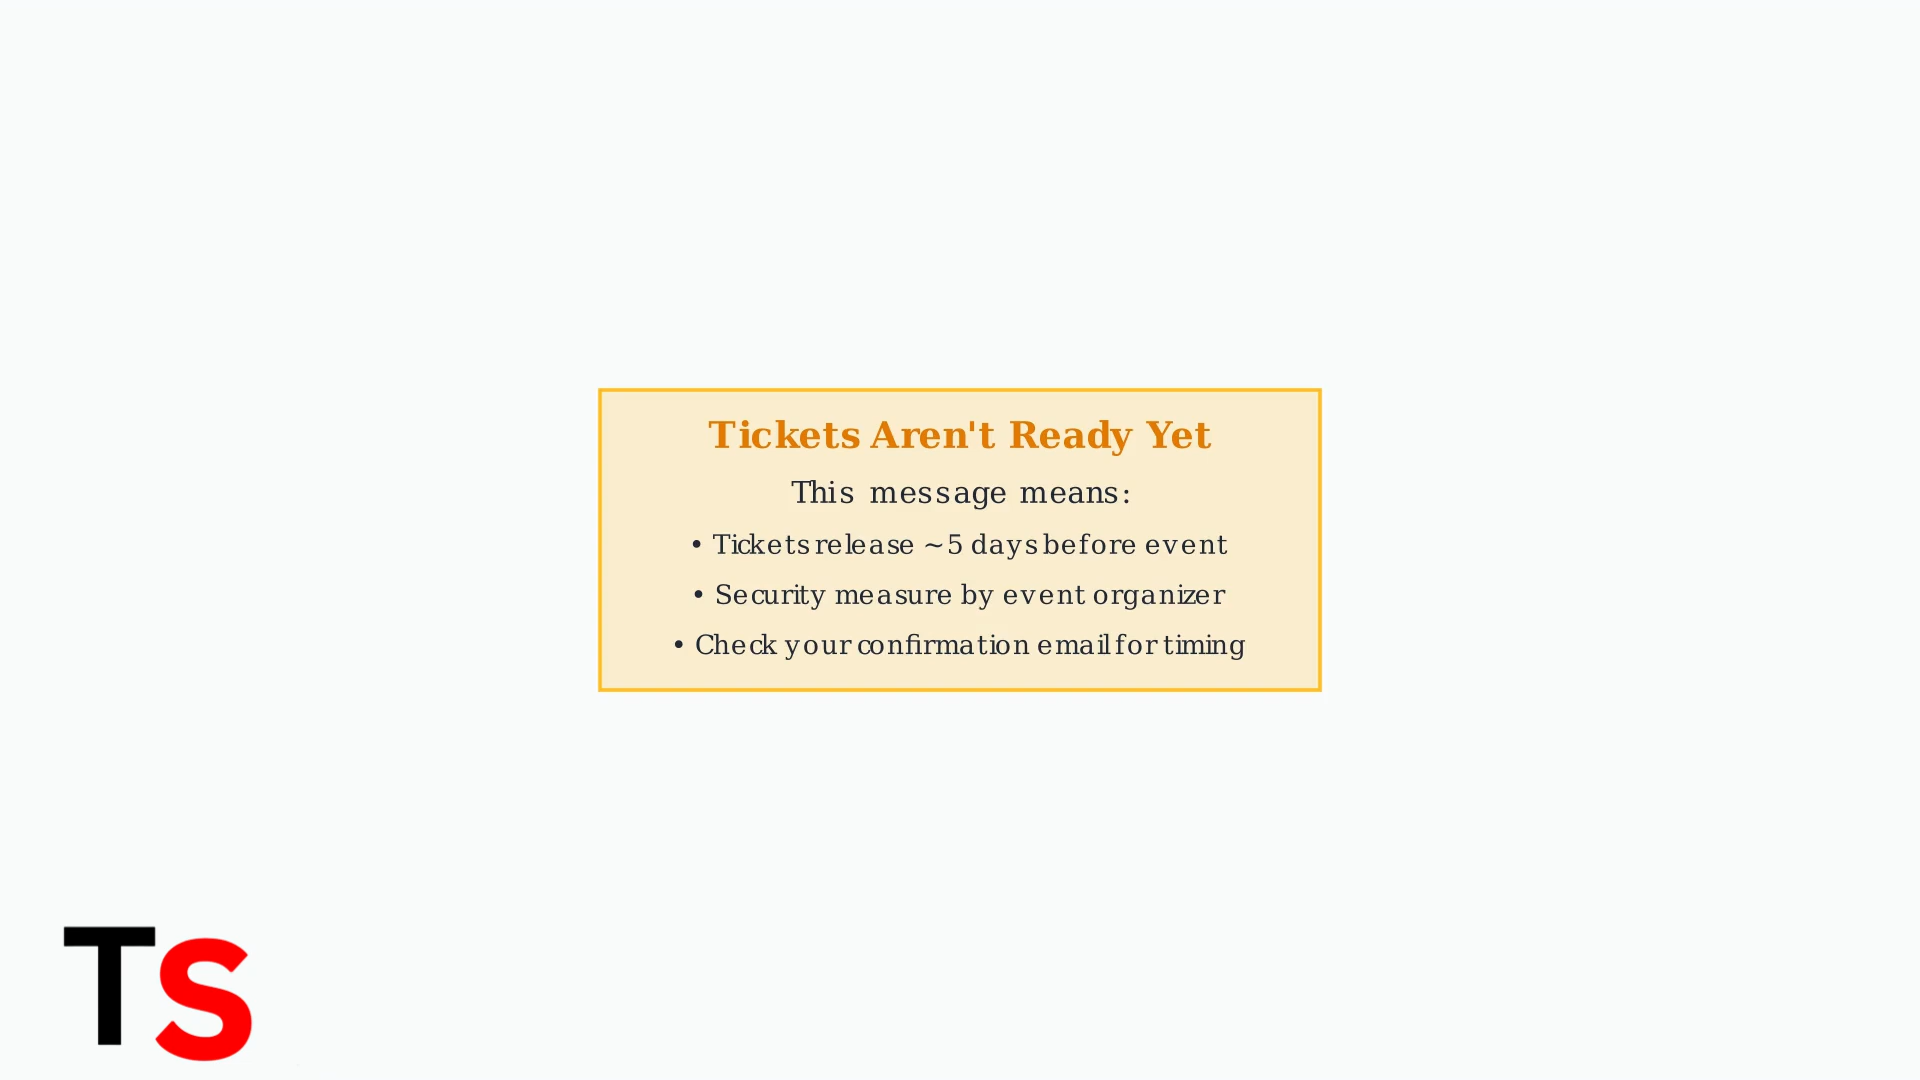 Tickets Aren't Ready Yet
This message means:
• Tickets release ~5 days before event
• Security measure by event organizer
• Check your confirmation email for timing
TS